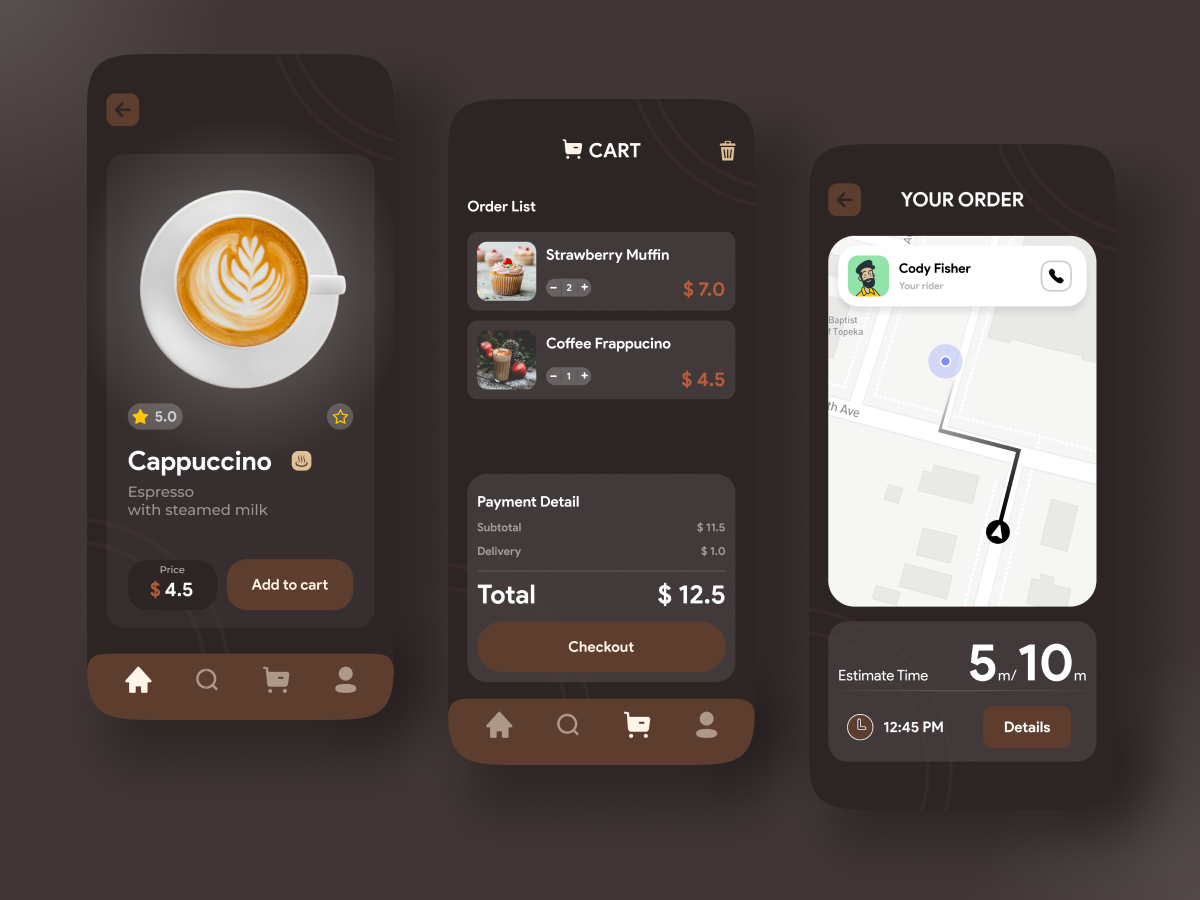 5.0
Cappuccino
Espresso
with steamed milk
Price
$ 4.5
Add to cart
CART
Order List
Strawberry Muffin
− 2 +
$ 7.0
Coffee Frappucino
− 1 +
$ 4.5
Payment Detail
Subtotal $ 11.5
Delivery $ 1.0
Total $ 12.5
Checkout
YOUR ORDER
Cody Fisher
Your rider
Baptist
f Topeka
th Ave
Estimate Time 5m/10m
12:45 PM
Details